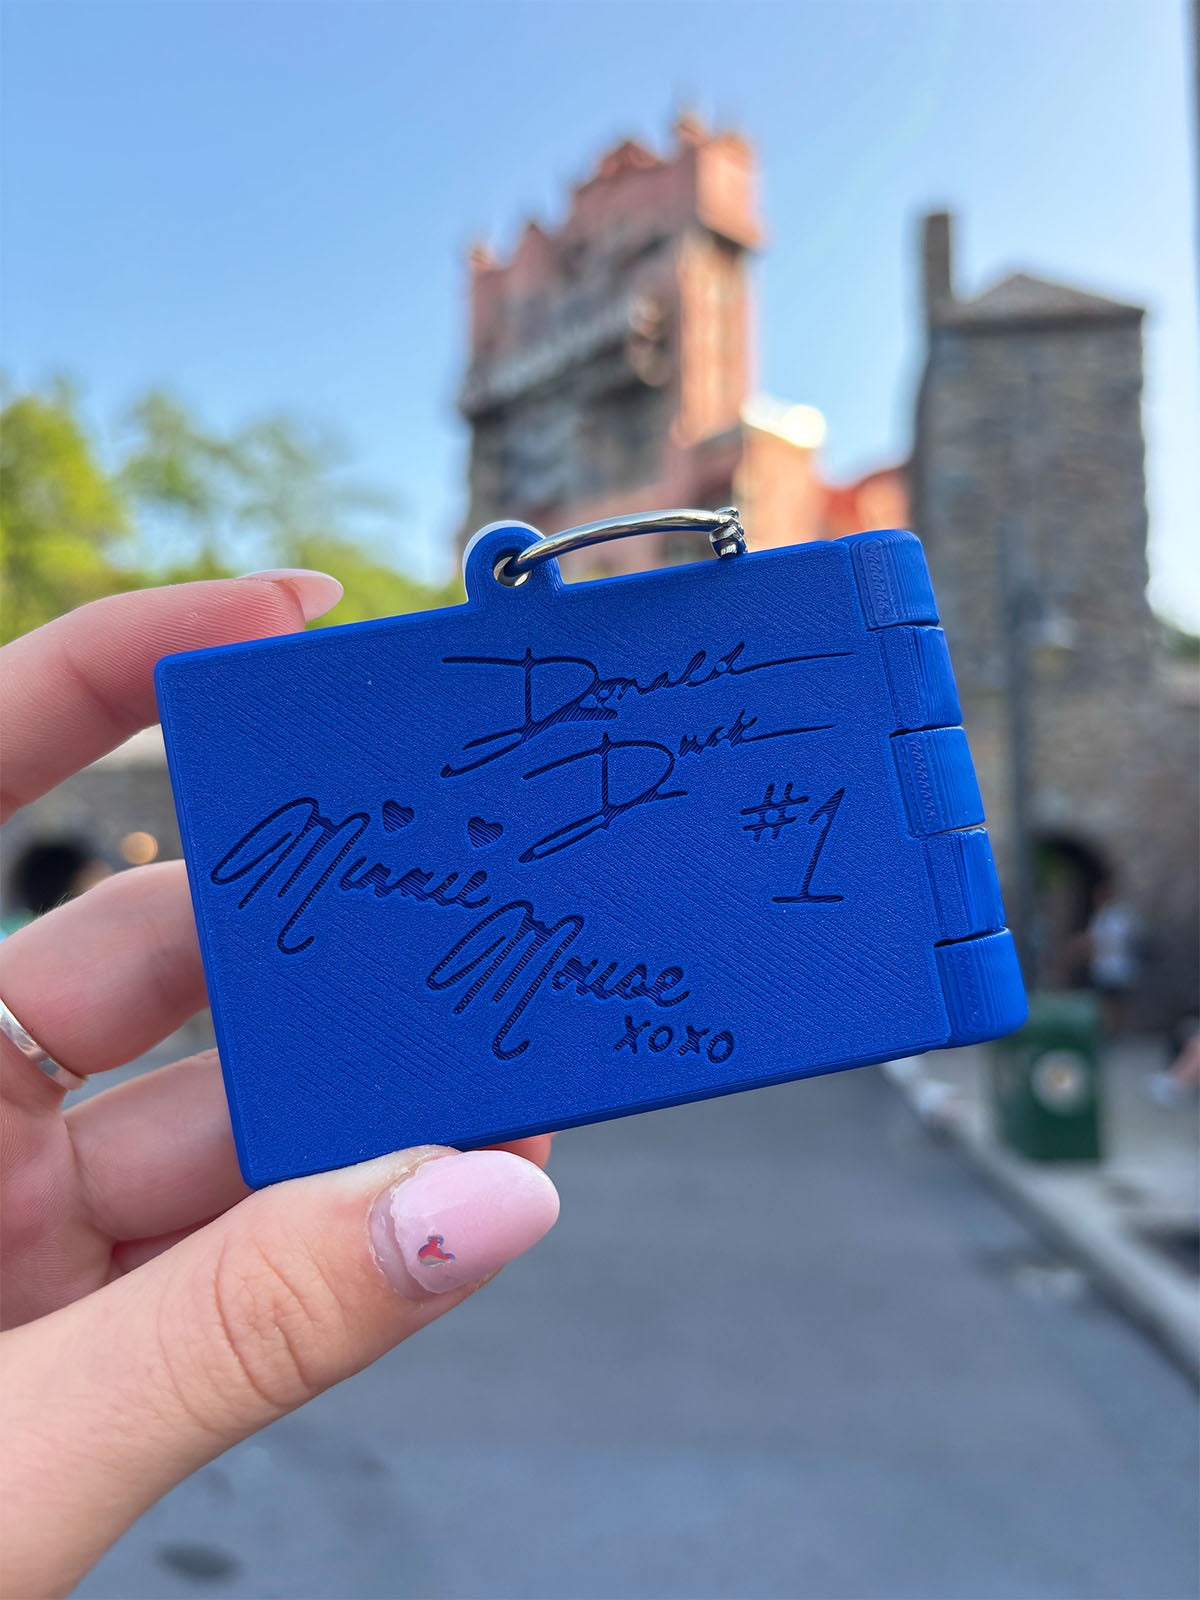 Donald
Duck
#1
Minnie
Mouse
xoxo